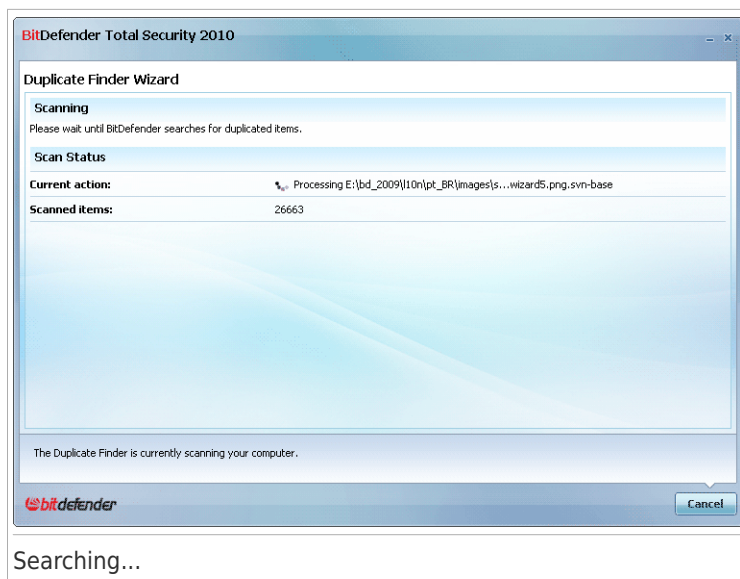 BitDefender Total Security 2010
Duplicate Finder Wizard
Scanning
Please wait until BitDefender searches for duplicated items.
Scan Status
Current action: Processing E:\bd_2009\l10n\pt_BR\images\s...wizard5.png.svn-base
Scanned items: 26663
The Duplicate Finder is currently scanning your computer.
bitdefender
Cancel
Searching...